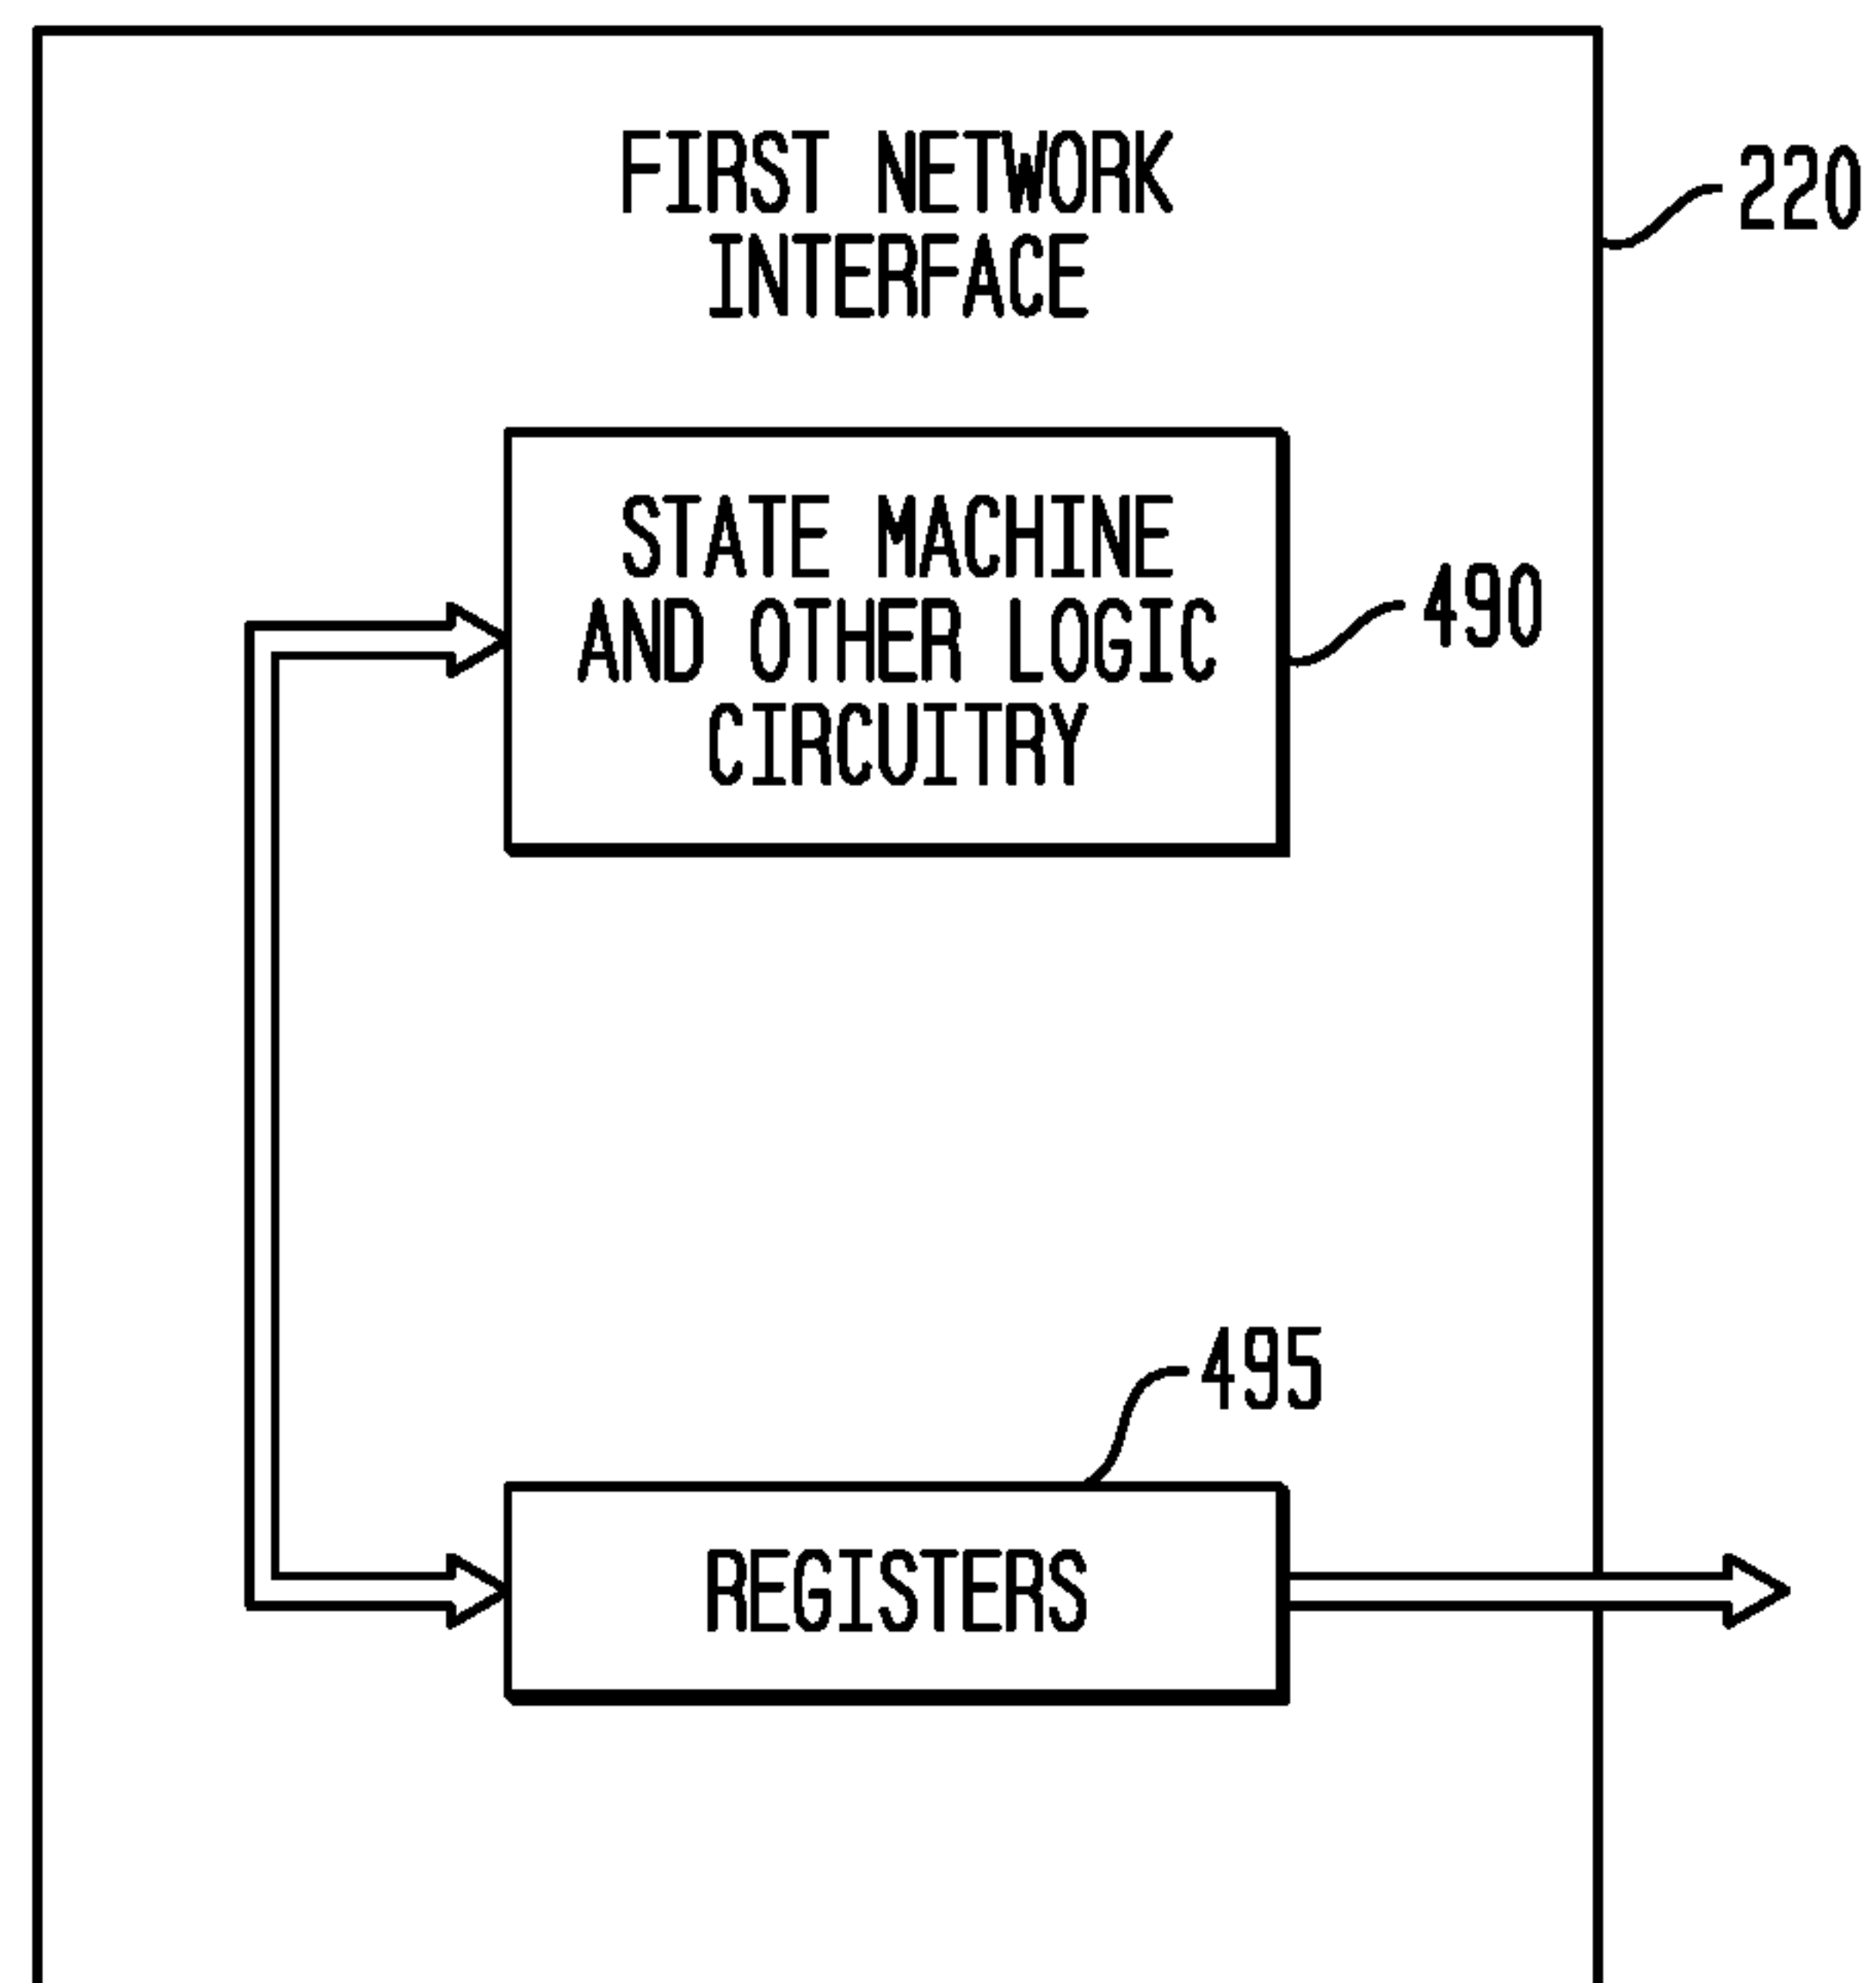 FIRST NETWORK
INTERFACE
220
STATE MACHINE
AND OTHER LOGIC
CIRCUITRY
490
495
REGISTERS